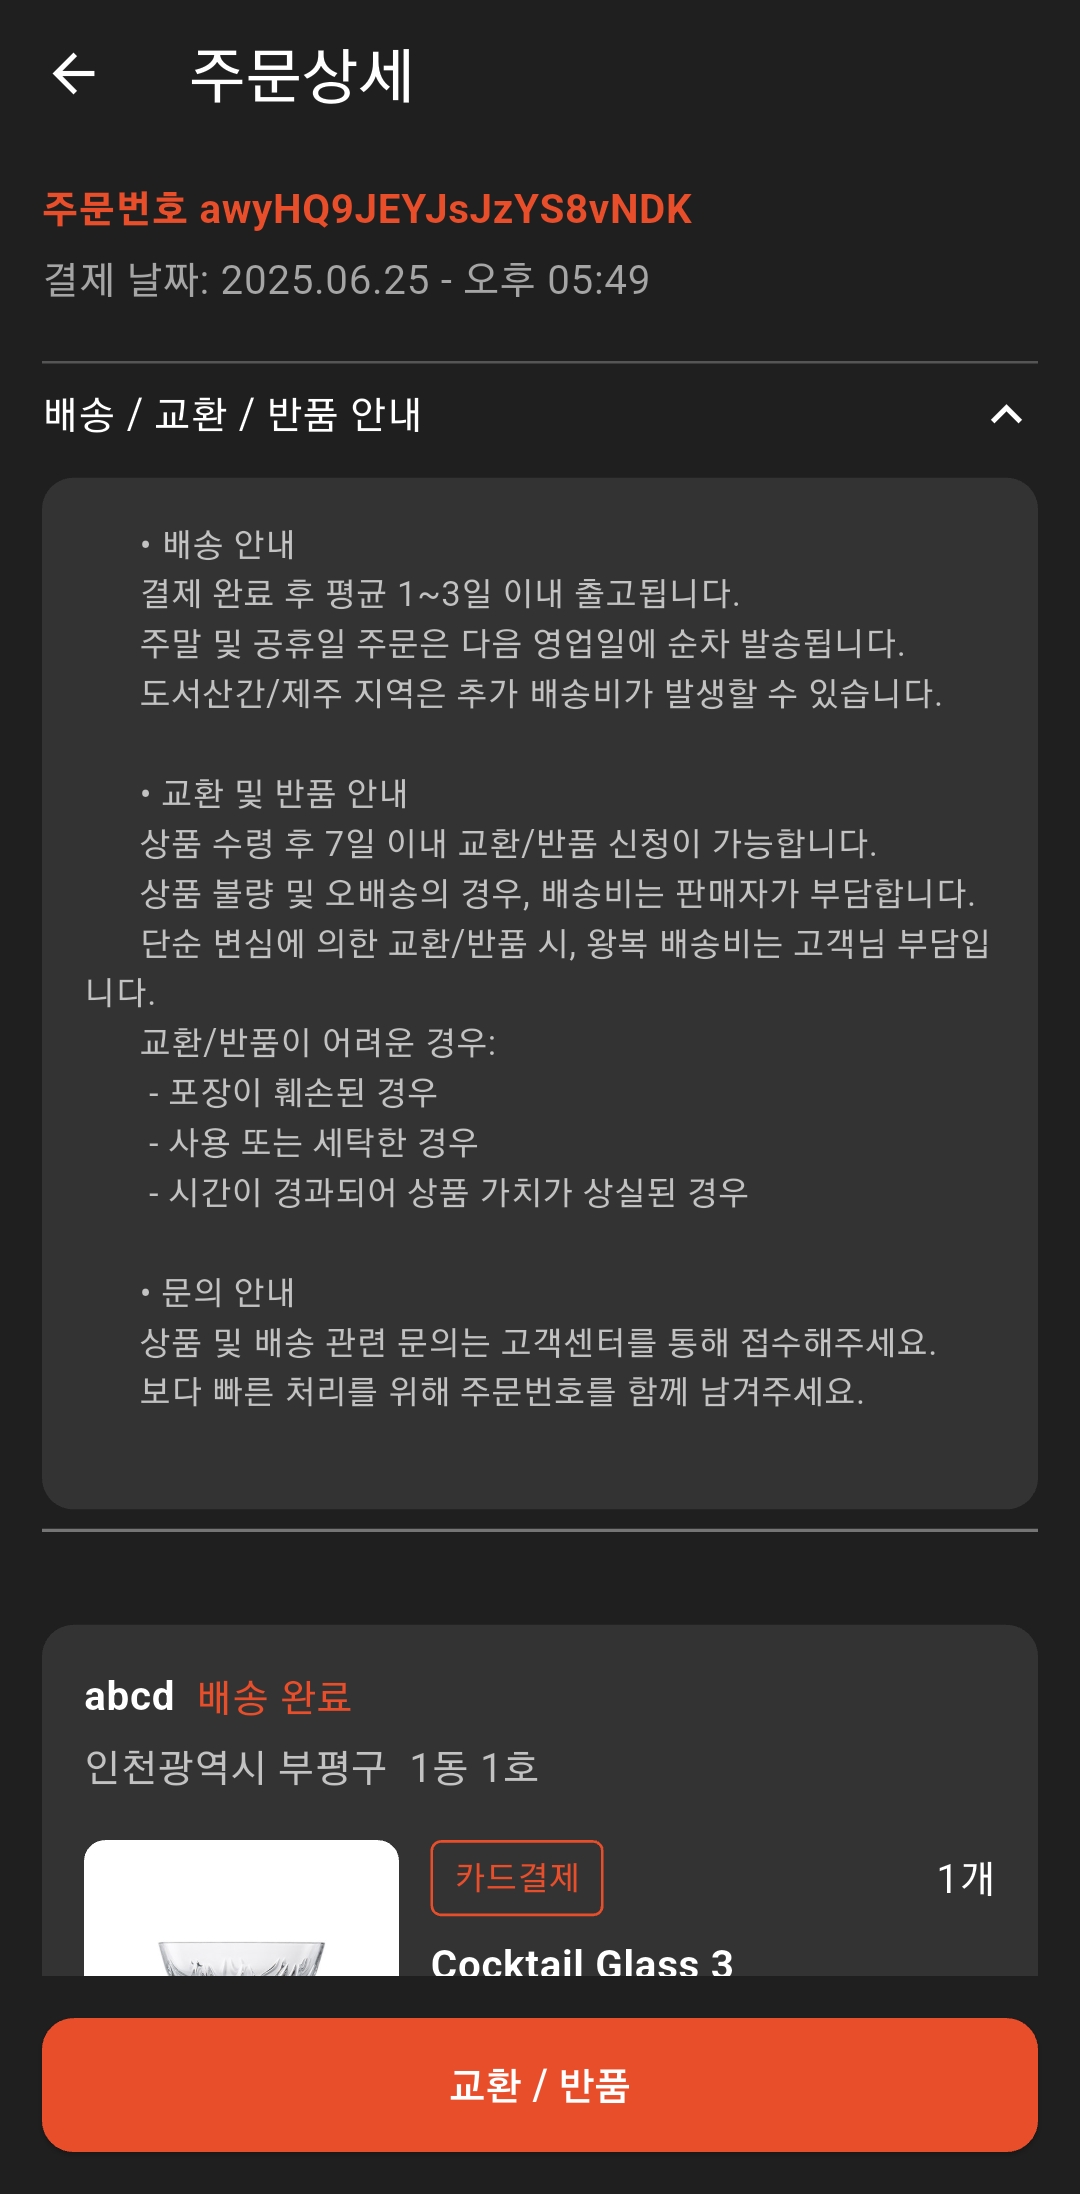 주문상세
주문번호 awyHQ9JEYJsJzYS8vNDK
결제 날짜: 2025.06.25 - 오후 05:49
배송 / 교환 / 반품 안내
• 배송 안내
결제 완료 후 평균 1~3일 이내 출고됩니다.
주말 및 공휴일 주문은 다음 영업일에 순차 발송됩니다.
도서산간/제주 지역은 추가 배송비가 발생할 수 있습니다.
• 교환 및 반품 안내
상품 수령 후 7일 이내 교환/반품 신청이 가능합니다.
상품 불량 및 오배송의 경우, 배송비는 판매자가 부담합니다.
단순 변심에 의한 교환/반품 시, 왕복 배송비는 고객님 부담입
니다.
교환/반품이 어려운 경우:
- 포장이 훼손된 경우
- 사용 또는 세탁한 경우
- 시간이 경과되어 상품 가치가 상실된 경우
• 문의 안내
상품 및 배송 관련 문의는 고객센터를 통해 접수해주세요.
보다 빠른 처리를 위해 주문번호를 함께 남겨주세요.
abcd 배송 완료
인천광역시 부평구 1동 1호
카드결제 1개
Cocktail Glass 3
교환 / 반품